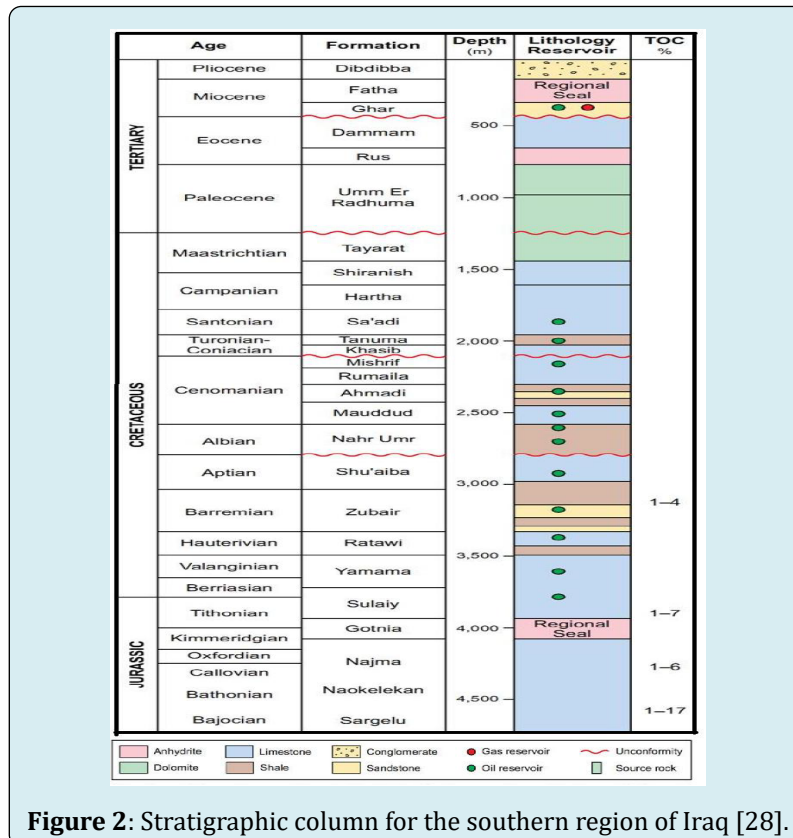 Age Formation Depth (m) Lithology Reservoir TOC %
TERTIARY
Pliocene Dibdibba
Miocene Fatha Regional Seal
Ghar
500
Eocene Dammam
Rus
Paleocene Umm Er Radhuma 1,000
CRETACEOUS
Maastrichtian Tayarat
1,500
Shiranish
Campanian Hartha
Santonian Sa'adi
Turonian-Coniacian Tanuma 2,000
Khasib
Cenomanian Mishrif
Rumaila
Ahmadi
Mauddud 2,500
Albian Nahr Umr
Aptian Shu'aiba
3,000
Barremian Zubair 1–4
Hauterivian Ratawi
3,500
Valanginian Yamama
Berriasian
JURASSIC
Tithonian Sulaiy 1–7
Gotnia 4,000 Regional Seal
Kimmeridgian
Oxfordian Najma 1–6
Callovian
Bathonian Naokelekan 4,500
1–17
Bajocian Sargelu
Anhydrite Limestone Conglomerate Gas reservoir Unconformity
Dolomite Shale Sandstone Oil reservoir Source rock
Figure 2: Stratigraphic column for the southern region of Iraq [28].